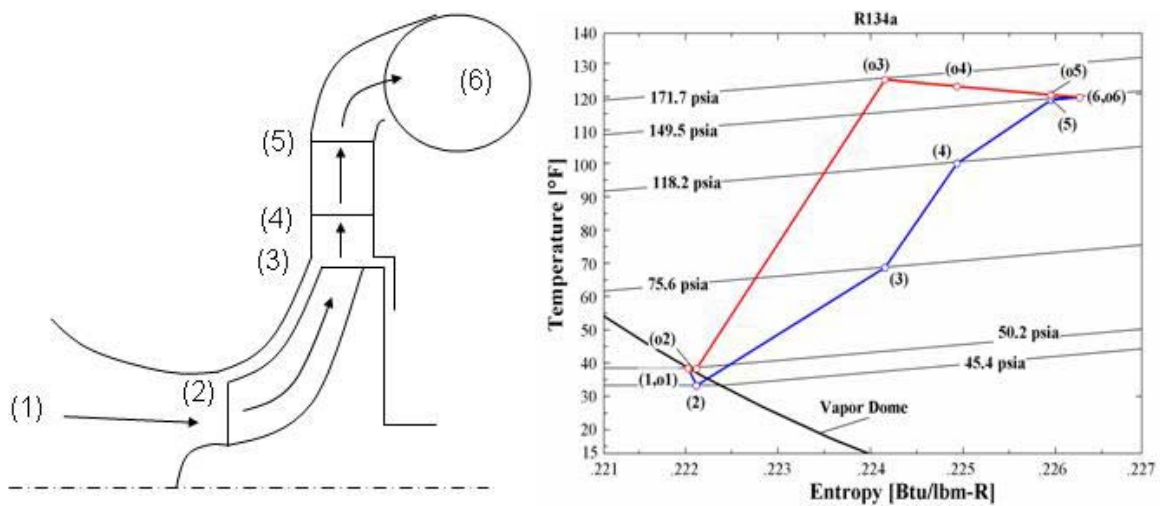 (1)
(2)
(3)
(4)
(5)
(6)
R134a
Temperature [°F]
140
130
120
110
100
90
80
70
60
50
40
30
20
15
171.7 psia
149.5 psia
118.2 psia
75.6 psia
50.2 psia
45.4 psia
(o3)
(o4)
(o5)
(6,o6)
(5)
(4)
(3)
(o2)
(1,o1)
(2)
Vapor Dome
.221
.222
.223
.224
.225
.226
.227
Entropy [Btu/lbm-R]